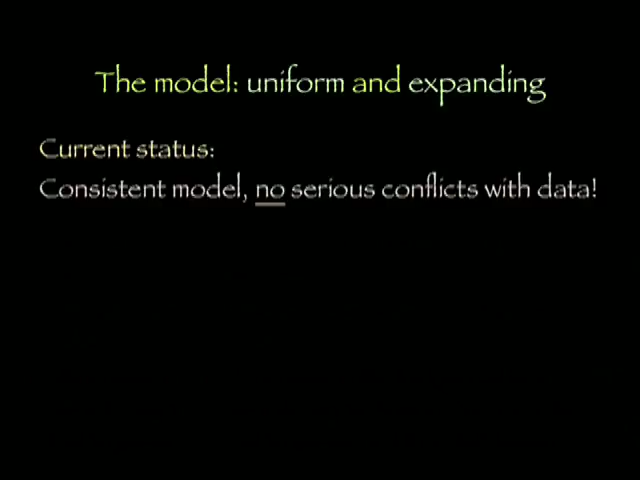 The model: uniform and expanding
Current status:
Consistent model, no serious conflicts with data!